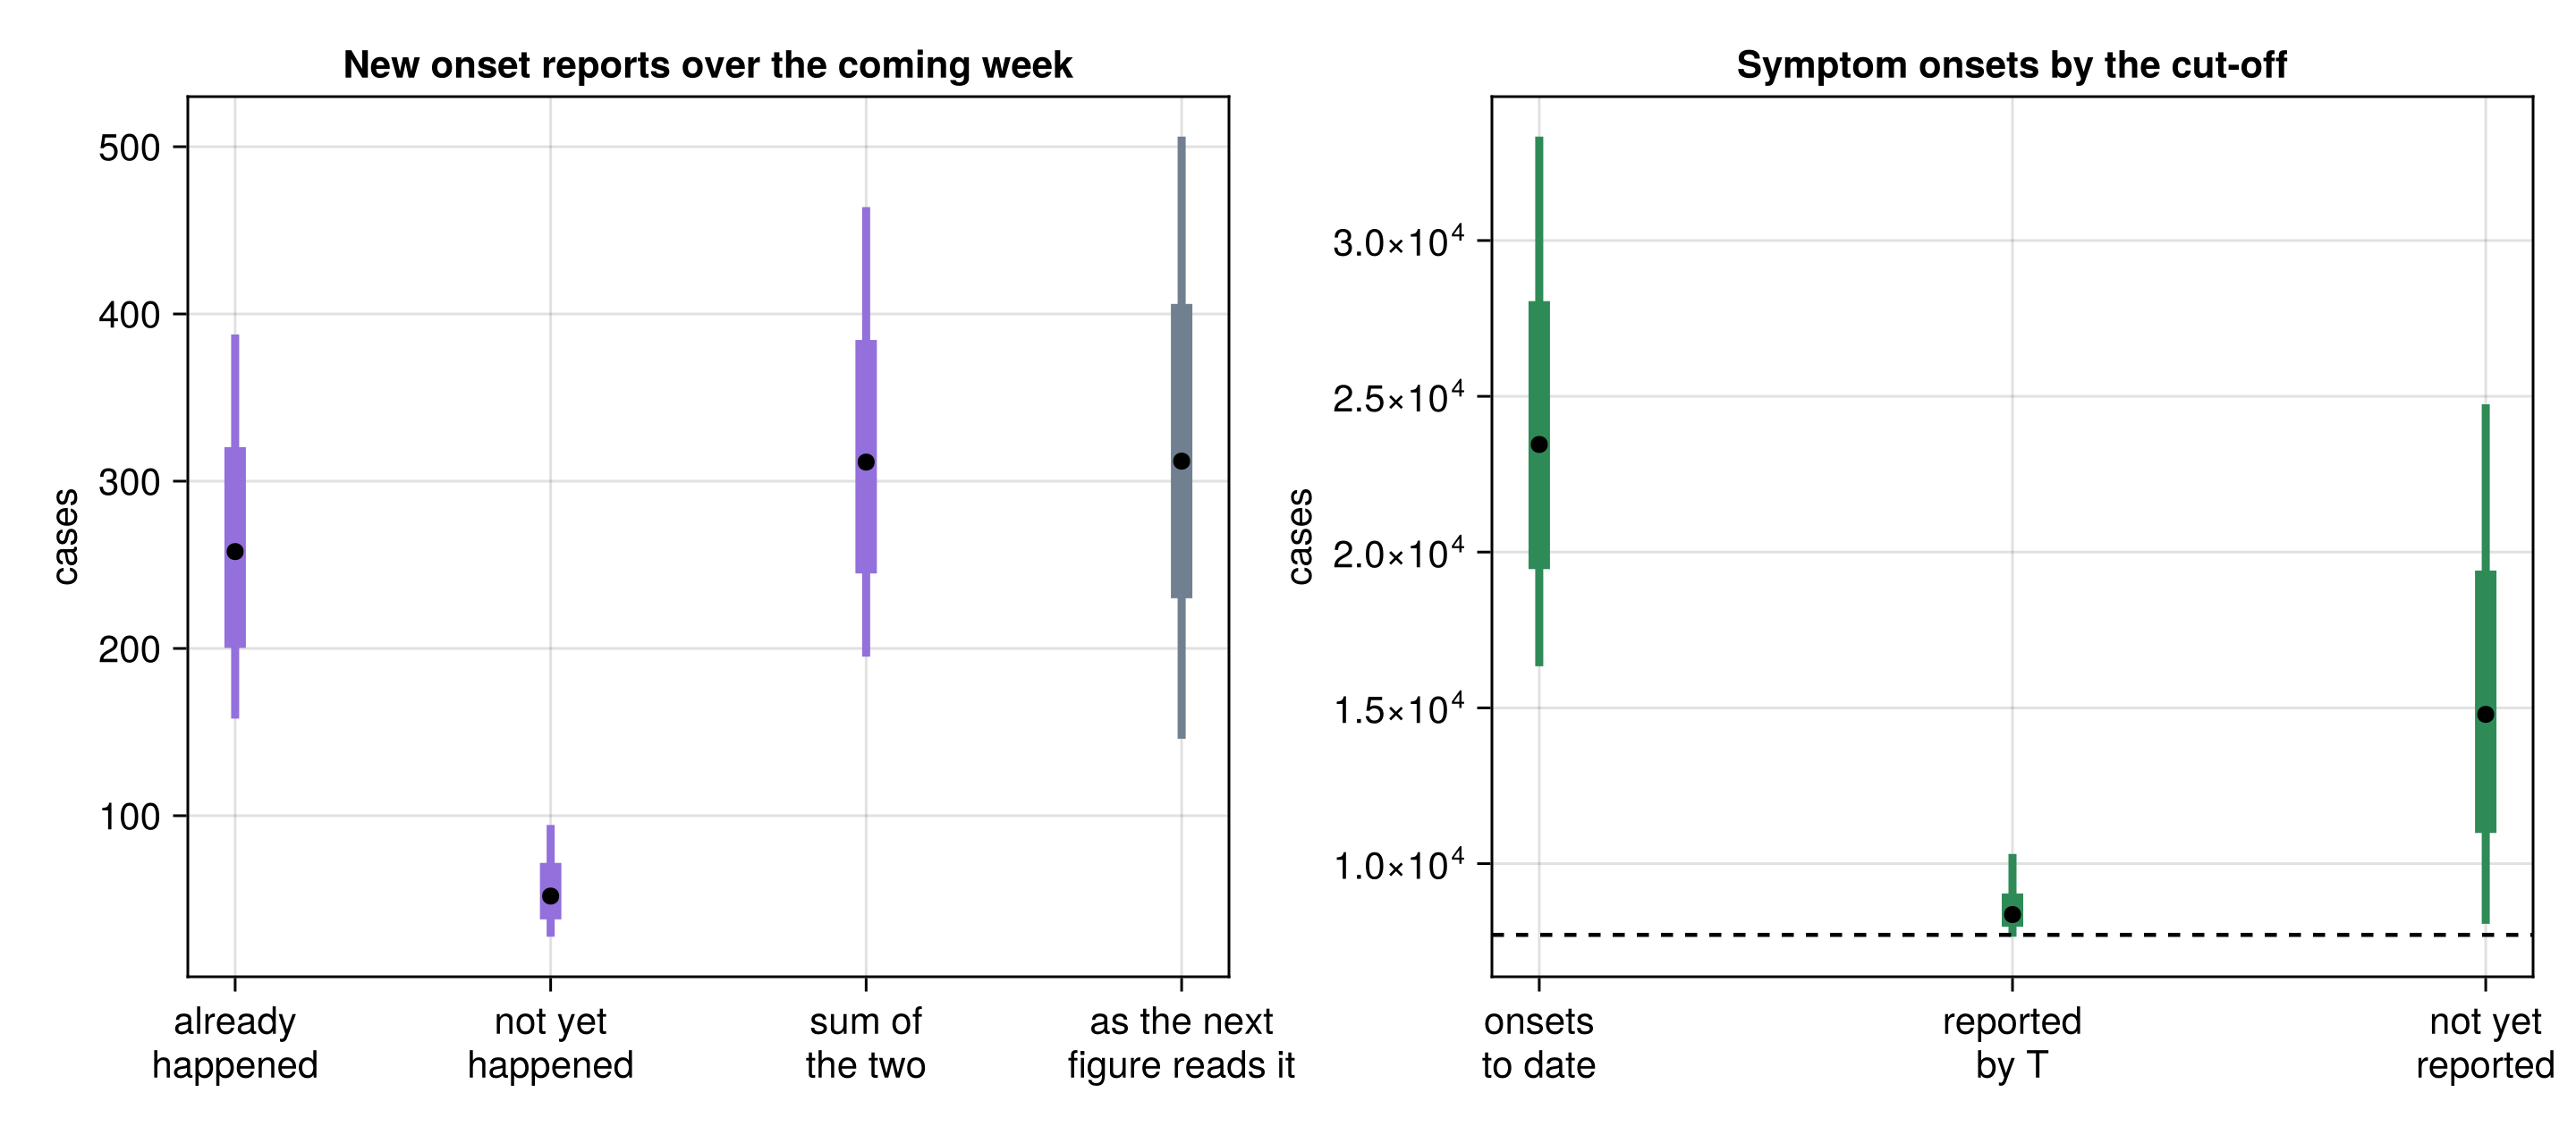 New onset reports over the coming week
cases
500
400
300
200
100
already
happened
not yet
happened
sum of
the two
as the next
figure reads it
Symptom onsets by the cut-off
cases
3.0×10⁴
2.5×10⁴
2.0×10⁴
1.5×10⁴
1.0×10⁴
onsets
to date
reported
by T
not yet
reported